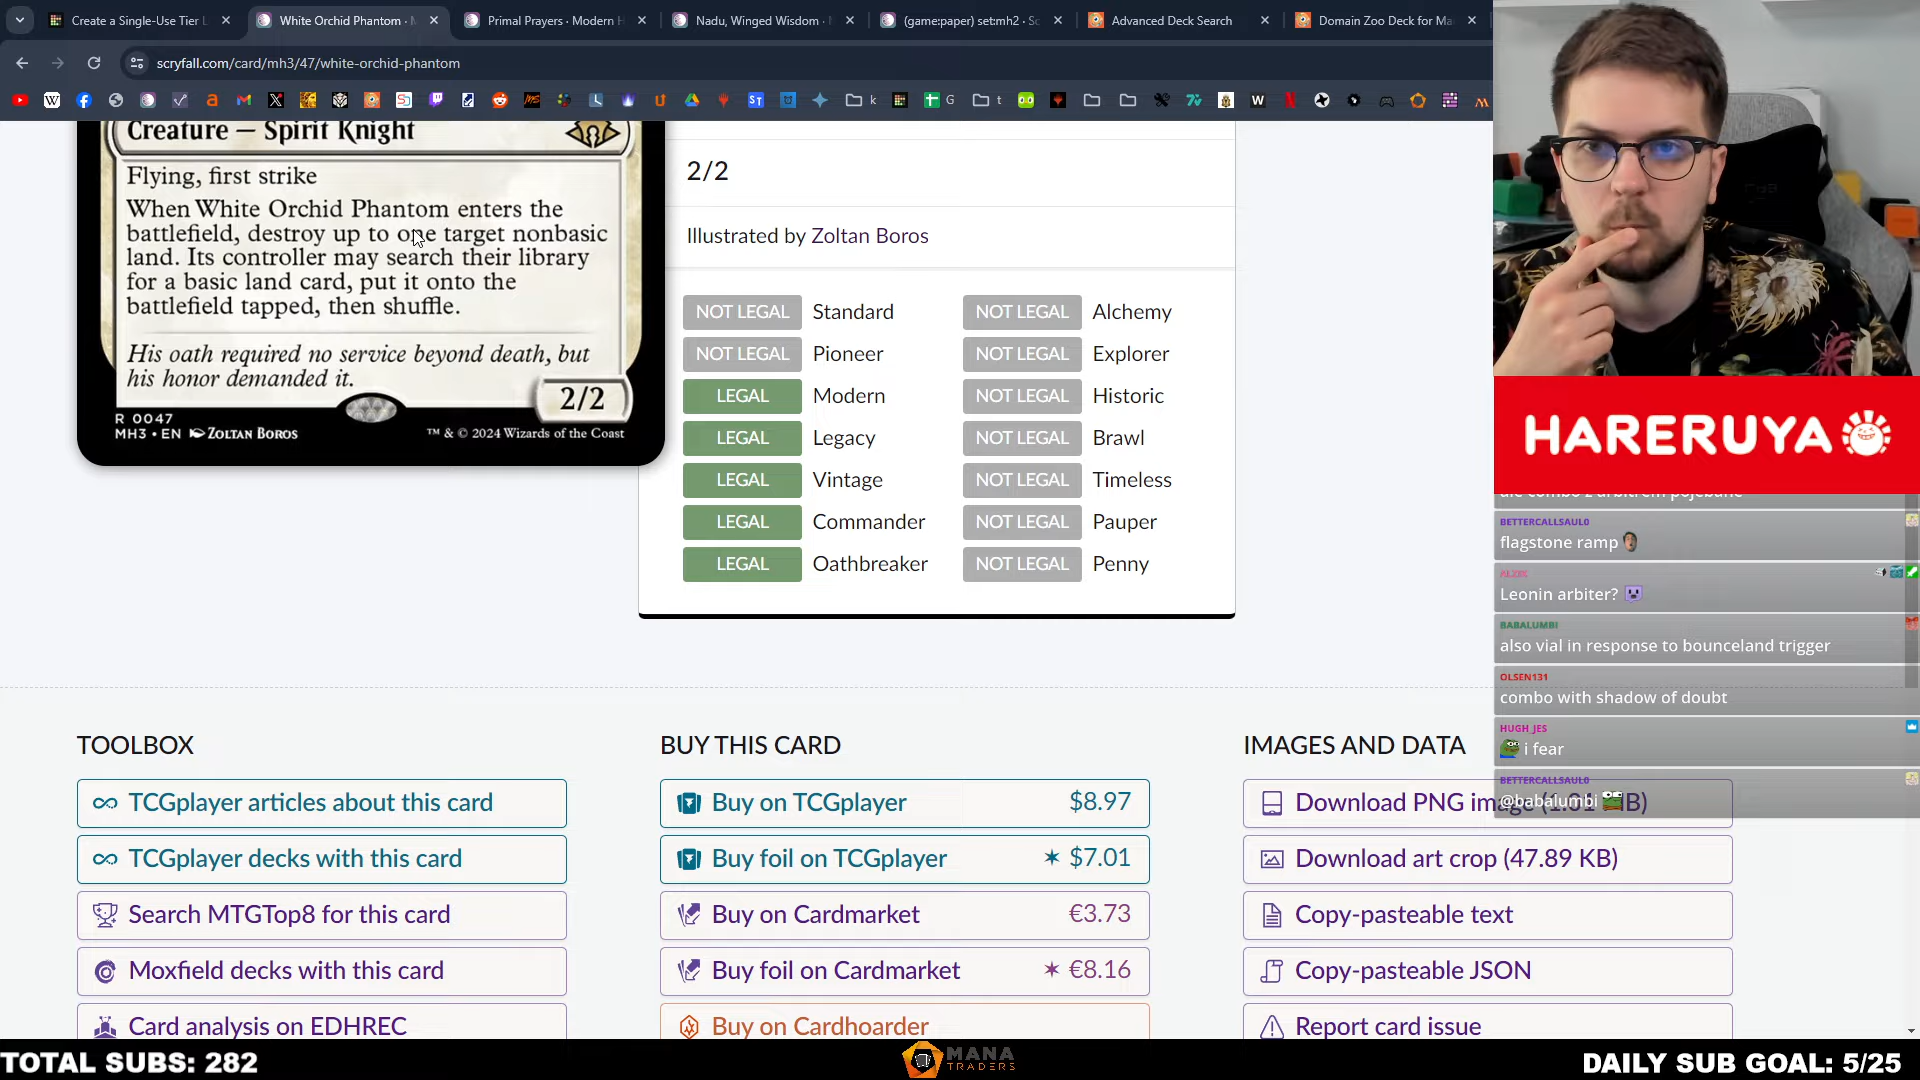 Create a Single-Use Tier L
White Orchid Phantom · M
Primal Prayers · Modern H
Nadu, Winged Wisdom ·
(game:paper) set:mh2 · Sc
Advanced Deck Search
Domain Zoo Deck for Ma
scryfall.com/card/mh3/47/white-orchid-phantom
k
G
t
Creature — Spirit Knight
Flying, first strike
When White Orchid Phantom enters the
battlefield, destroy up to one target nonbasic
land. Its controller may search their library
for a basic land card, put it onto the
battlefield tapped, then shuffle.
His oath required no service beyond death, but
his honor demanded it.
2/2
R 0047
MH3 • EN ZOLTAN BOROS
™ & © 2024 Wizards of the Coast
2/2
Illustrated by Zoltan Boros
NOT LEGAL Standard NOT LEGAL Alchemy
NOT LEGAL Pioneer NOT LEGAL Explorer
LEGAL Modern NOT LEGAL Historic
LEGAL Legacy NOT LEGAL Brawl
LEGAL Vintage NOT LEGAL Timeless
LEGAL Commander NOT LEGAL Pauper
LEGAL Oathbreaker NOT LEGAL Penny
HARERUYA
BETTERCALLSAUL0
flagstone ramp
Leonin arbiter?
BABALUMBI
also vial in response to bounceland trigger
OLSEN131
combo with shadow of doubt
HUGH_JES
i fear
BETTERCALLSAUL0
@babalumbi
TOOLBOX
TCGplayer articles about this card
TCGplayer decks with this card
Search MTGTop8 for this card
Moxfield decks with this card
Card analysis on EDHREC
BUY THIS CARD
Buy on TCGplayer $8.97
Buy foil on TCGplayer $7.01
Buy on Cardmarket €3.73
Buy foil on Cardmarket €8.16
Buy on Cardhoarder
IMAGES AND DATA
Download PNG image
Download art crop (47.89 KB)
Copy-pasteable text
Copy-pasteable JSON
Report card issue
TOTAL SUBS: 282
MANA
TRADERS
DAILY SUB GOAL: 5/25